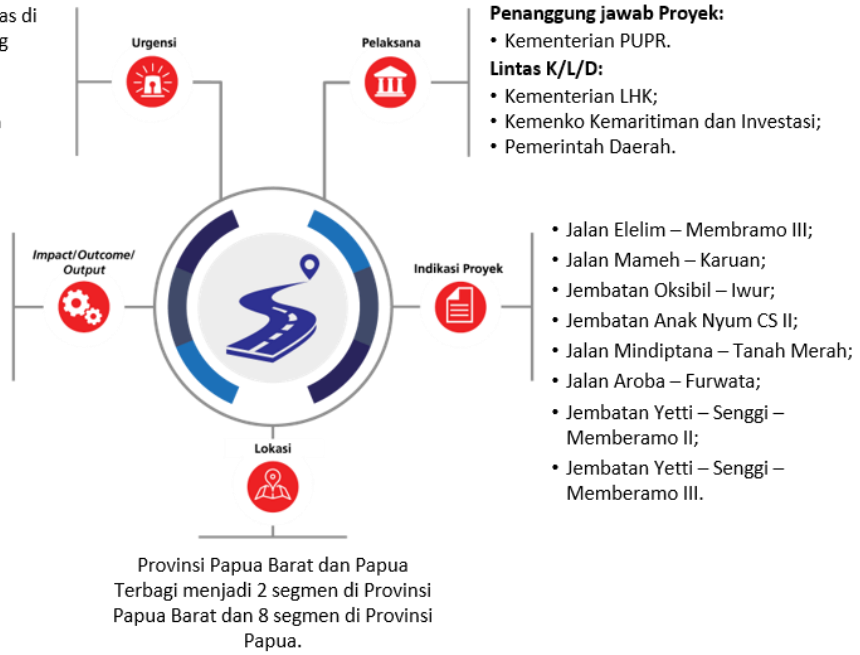 as di
g
Urgensi
Pelaksana
Penanggung jawab Proyek:
• Kementerian PUPR.
Lintas K/L/D:
• Kementerian LHK;
• Kemenko Kemaritiman dan Investasi;
• Pemerintah Daerah.
Impact/Outcome/
Output
Indikasi Proyek
• Jalan Elelim – Membramo III;
• Jalan Mameh – Karuan;
• Jembatan Oksibil – Iwur;
• Jembatan Anak Nyum CS II;
• Jalan Mindiptana – Tanah Merah;
• Jalan Aroba – Furwata;
• Jembatan Yetti – Senggi –
Memberamo II;
• Jembatan Yetti – Senggi –
Memberamo III.
Lokasi
Provinsi Papua Barat dan Papua
Terbagi menjadi 2 segmen di Provinsi
Papua Barat dan 8 segmen di Provinsi
Papua.